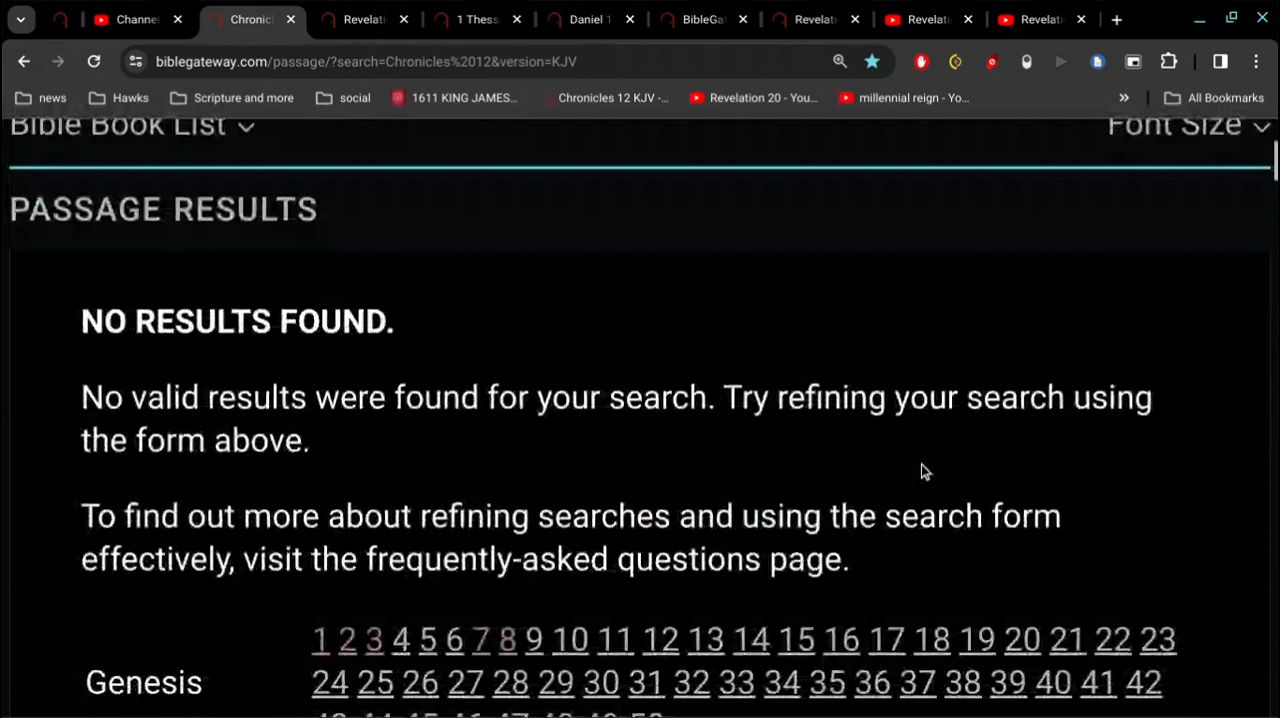 Channe
Chronic
Revelati
1 Thess
Daniel 1
BibleGat
Revelati
Revelati
Revelati
biblegateway.com/passage/?search=Chronicles%2012&version=KJV
news
Hawks
Scripture and more
social
1611 KING JAMES...
Chronicles 12 KJV -...
Revelation 20 - You...
millennial reign - Yo...
»
All Bookmarks
Bible Book List
Font Size
PASSAGE RESULTS
NO RESULTS FOUND.
No valid results were found for your search. Try refining your search using
the form above.
To find out more about refining searches and using the search form
effectively, visit the frequently-asked questions page.
1 2 3 4 5 6 7 8 9 10 11 12 13 14 15 16 17 18 19 20 21 22 23
Genesis
24 25 26 27 28 29 30 31 32 33 34 35 36 37 38 39 40 41 42